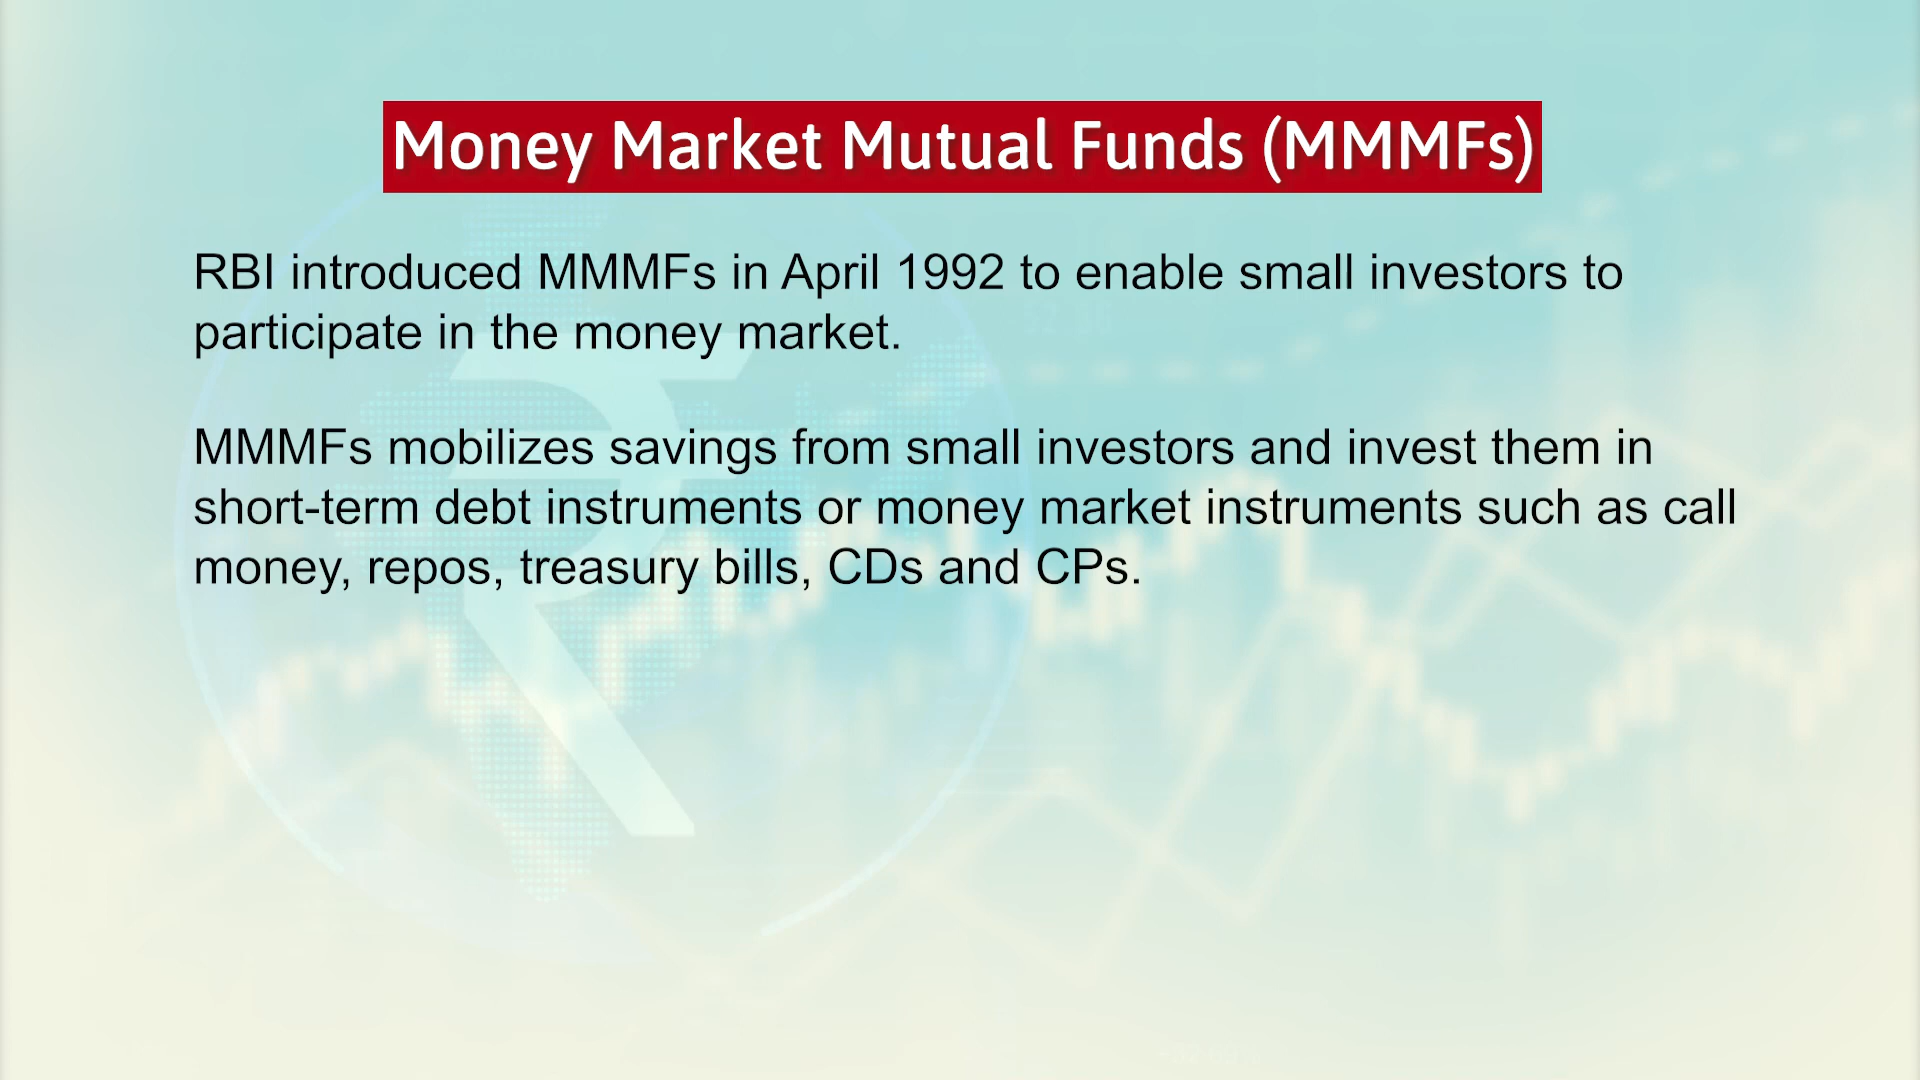 Money Market Mutual Funds (MMMFs)
RBI introduced MMMFs in April 1992 to enable small investors to
participate in the money market.
MMMFs mobilizes savings from small investors and invest them in
short-term debt instruments or money market instruments such as call
money, repos, treasury bills, CDs and CPs.